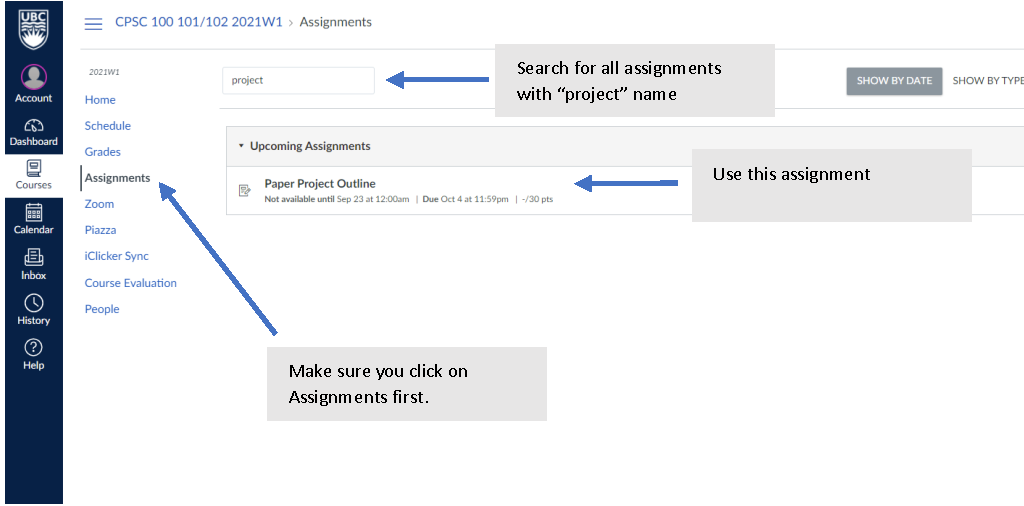 UBC
CPSC 100 101/102 2021W1 > Assignments
Account
Dashboard
Courses
Calendar
Inbox
History
Help
2021W1
Home
Schedule
Grades
Assignments
Zoom
Piazza
iClicker Sync
Course Evaluation
People
project
Search for all assignments
with “project” name
SHOW BY DATE
SHOW BY TYPE
Upcoming Assignments
Paper Project Outline
Not available until Sep 23 at 12:00am | Due Oct 4 at 11:59pm | -/30 pts
Use this assignment
Make sure you click on
Assignments first.